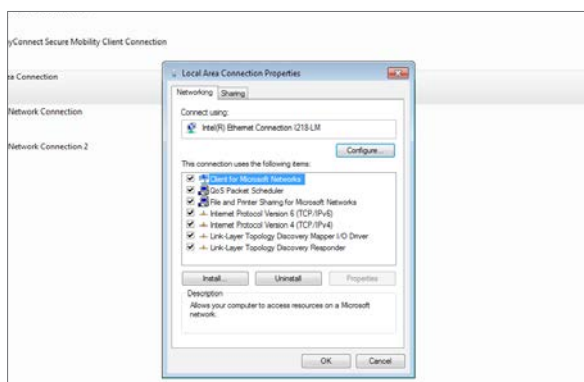 yConnect Secure Mobility Client Connection
ea Connection
Network Connection
Network Connection 2
Local Area Connection Properties
Networking
Sharing
Connect using:
Intel(R) Ethernet Connection I218-LM
Configure...
This connection uses the following items:
Client for Microsoft Networks
QoS Packet Scheduler
File and Printer Sharing for Microsoft Networks
Internet Protocol Version 6 (TCP/IPv6)
Internet Protocol Version 4 (TCP/IPv4)
Link-Layer Topology Discovery Mapper I/O Driver
Link-Layer Topology Discovery Responder
Install...
Uninstall
Properties
Description
Allows your computer to access resources on a Microsoft
network.
OK
Cancel